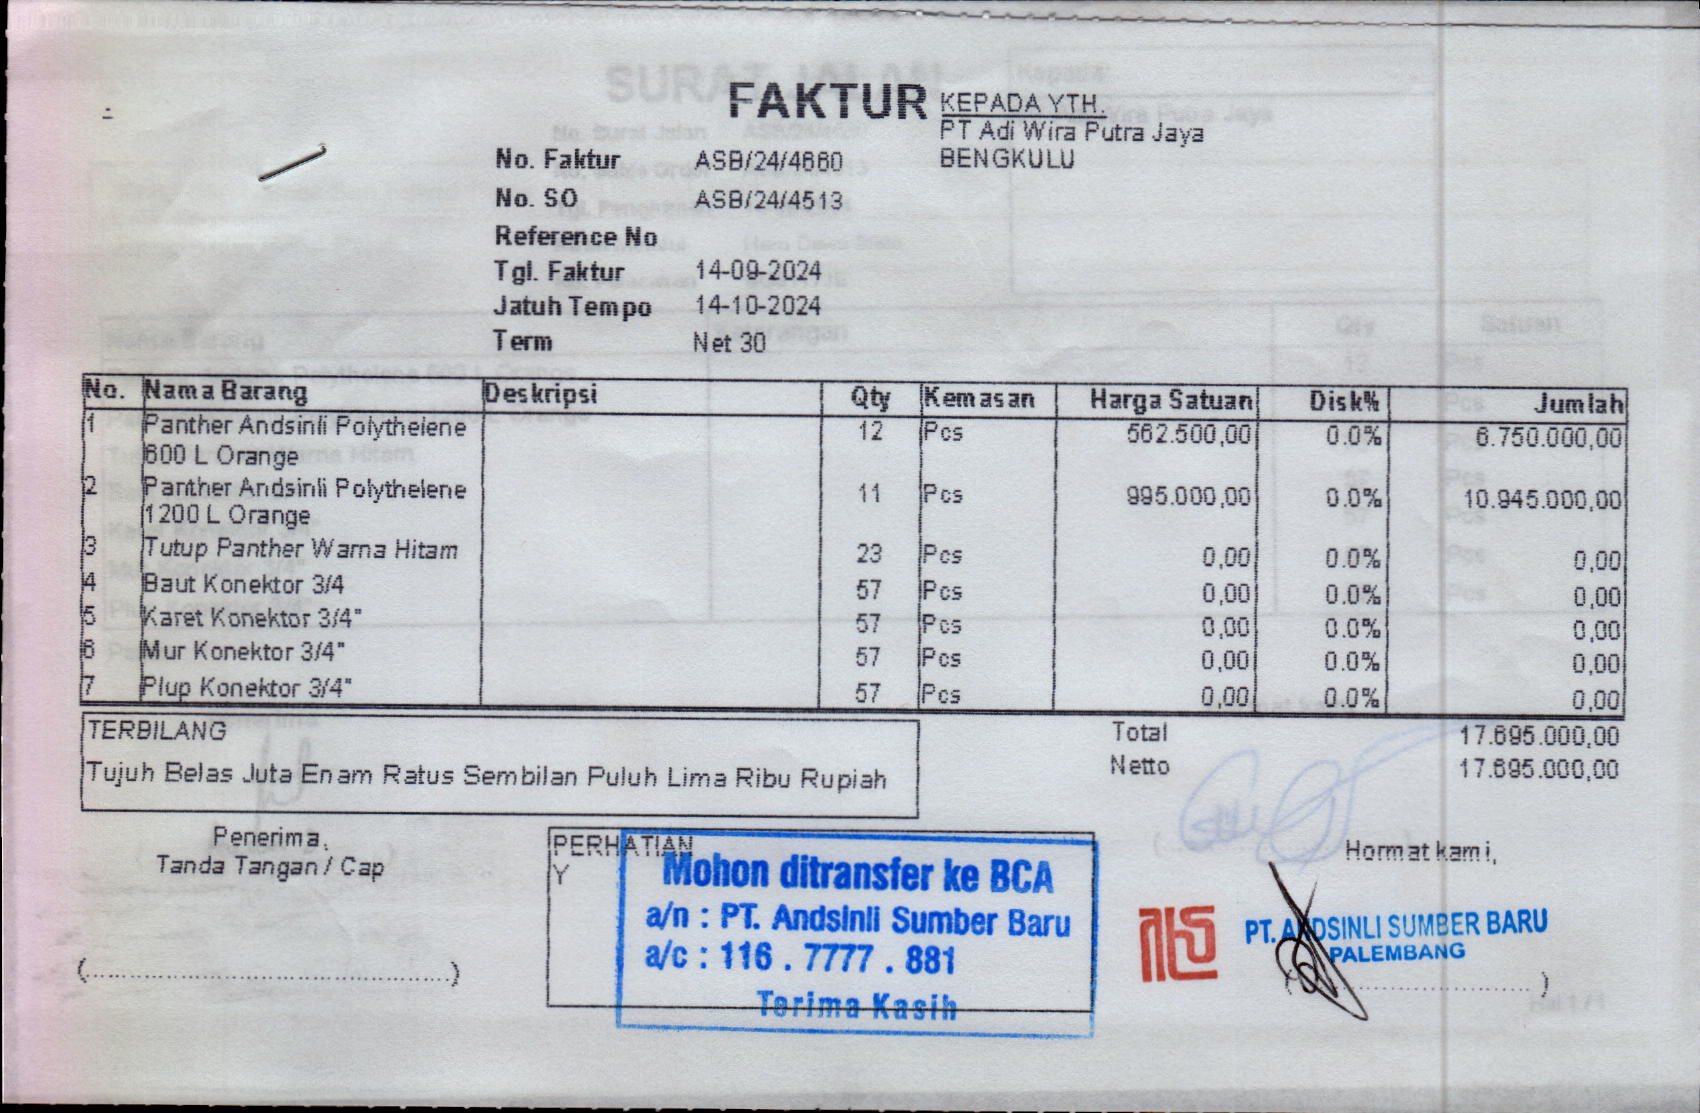 FAKTUR
KEPADA YTH.
PT Adi Wira Putra Jaya
BENGKULU
No. Faktur ASB/24/4660
No. SO ASB/24/4513
Reference No
Tgl. Faktur 14-09-2024
Jatuh Tempo 14-10-2024
Term Net 30
No. Nama Barang Deskripsi Qty Kemasan Harga Satuan Disk% Jumlah
1 Panther Andsinli Polythelene 12 Pcs 562.500,00 0.0% 6.750.000,00
600 L Orange
2 Panther Andsinli Polythelene 11 Pcs 995.000,00 0.0% 10.945.000,00
1200 L Orange
3 Tutup Panther Warna Hitam 23 Pcs 0,00 0.0% 0,00
4 Baut Konektor 3/4 57 Pcs 0,00 0.0% 0,00
5 Karet Konektor 3/4" 57 Pcs 0,00 0.0% 0,00
6 Mur Konektor 3/4" 57 Pcs 0,00 0.0% 0,00
7 Plup Konektor 3/4" 57 Pcs 0,00 0.0% 0,00
TERBILANG
Tujuh Belas Juta Enam Ratus Sembilan Puluh Lima Ribu Rupiah
Total 17.695.000,00
Netto 17.695.000,00
Penerima,
Tanda Tangan / Cap
(..........................................)
PERHATIAN
Y
Mohon ditransfer ke BCA
a/n : PT. Andsinli Sumber Baru
a/c : 116 . 7777 . 881
Terima Kasih
Hormat kami,
PT. ANDSINLI SUMBER BARU
PALEMBANG
(..............................)